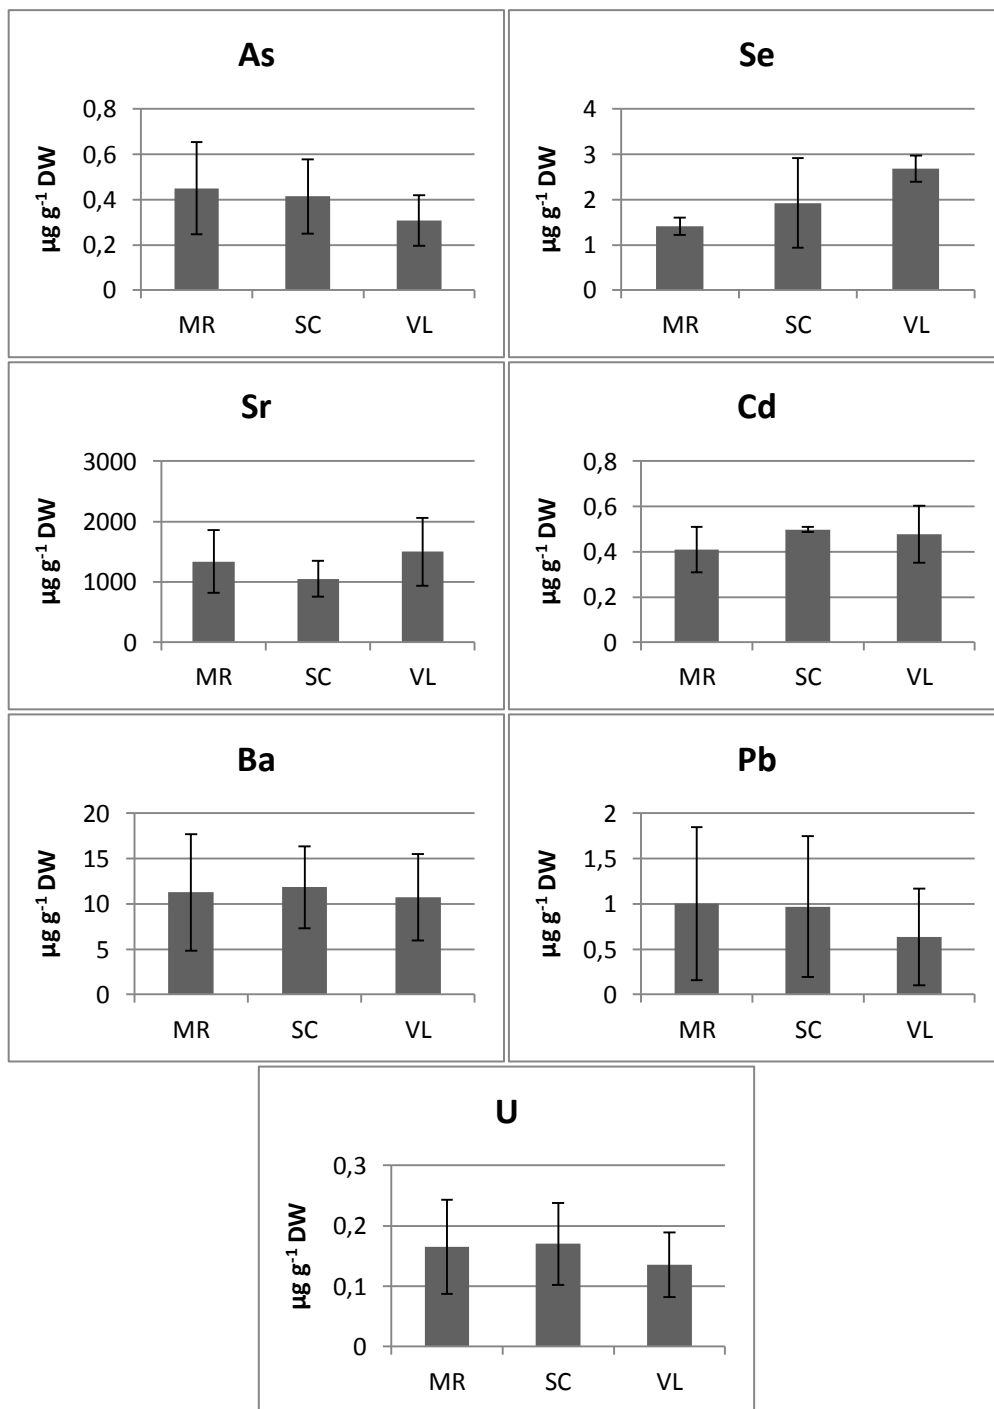 As
µg g-1 DW
0,8
0,6
0,4
0,2
0
MR SC VL
Se
µg g-1 DW
4
3
2
1
0
MR SC VL
Sr
µg g-1 DW
3000
2000
1000
0
MR SC VL
Cd
µg g-1 DW
0,8
0,6
0,4
0,2
0
MR SC VL
Ba
µg g-1 DW
20
15
10
5
0
MR SC VL
Pb
µg g-1 DW
2
1,5
1
0,5
0
MR SC VL
U
µg g-1 DW
0,3
0,2
0,1
0
MR SC VL